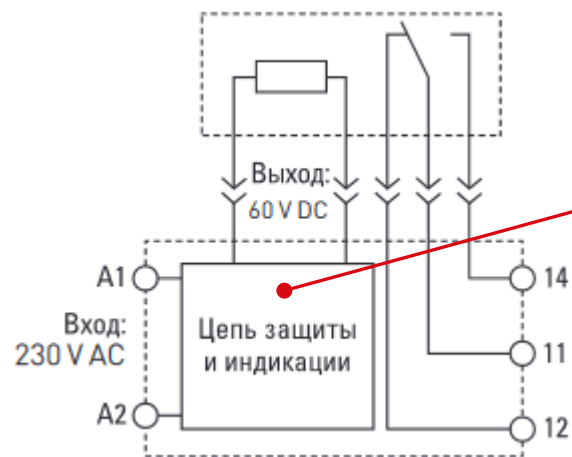 Выход:
60 V DC
A1
14
Вход:
230 V AC
Цепь защиты
и индикации
11
A2
12